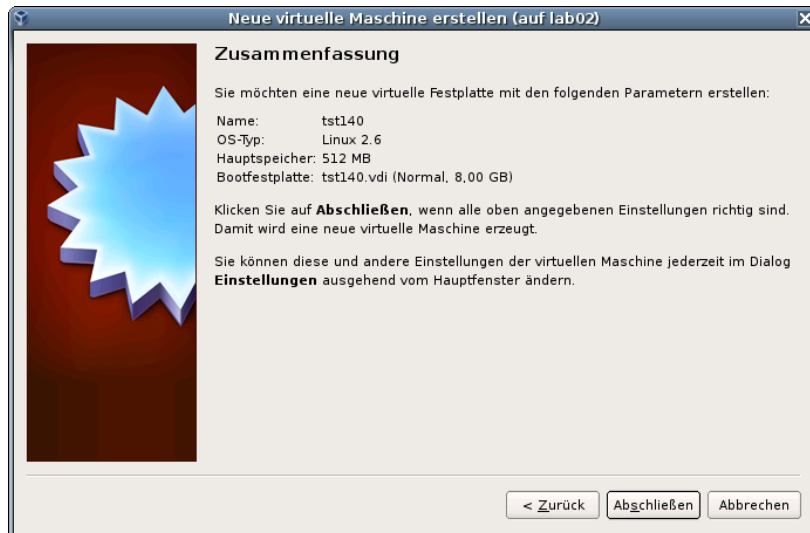 Neue virtuelle Maschine erstellen (auf lab02)
Zusammenfassung
Sie möchten eine neue virtuelle Festplatte mit den folgenden Parametern erstellen:
Name: tst140
OS-Typ: Linux 2.6
Hauptspeicher: 512 MB
Bootfestplatte: tst140.vdi (Normal, 8,00 GB)
Klicken Sie auf Abschließen, wenn alle oben angegebenen Einstellungen richtig sind.
Damit wird eine neue virtuelle Maschine erzeugt.
Sie können diese und andere Einstellungen der virtuellen Maschine jederzeit im Dialog
Einstellungen ausgehend vom Hauptfenster ändern.
< Zurück Abschließen Abbrechen